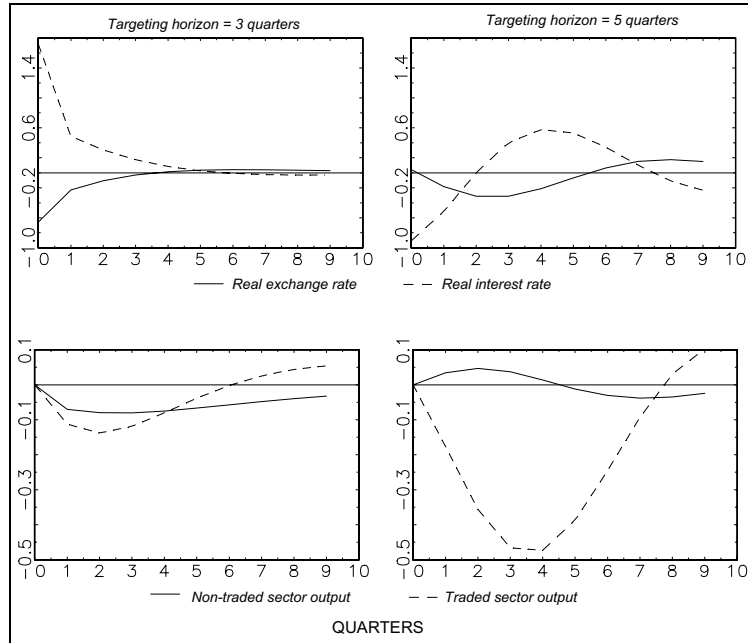 Targeting horizon = 3 quarters
Targeting horizon = 5 quarters
1.4
0.6
-0.2
-1.0
0 1 2 3 4 5 6 7 8 9 10
1.4
0.6
-0.2
-1.0
0 1 2 3 4 5 6 7 8 9 10
Real exchange rate
Real interest rate
0.1
-0.1
-0.3
-0.5
0 1 2 3 4 5 6 7 8 9 10
0.1
-0.1
-0.3
-0.5
0 1 2 3 4 5 6 7 8 9 10
Non-traded sector output
Traded sector output
QUARTERS